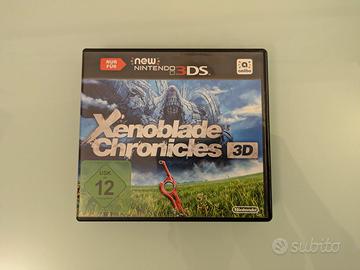 NUR FÜR
new
NINTENDO 3DS
amiibo
Xenoblade
Chronicles 3D
USK
12
Nintendo
subito